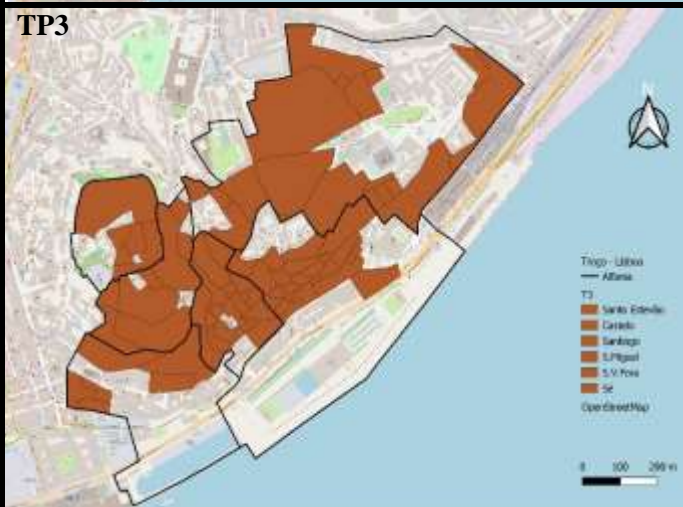 TP3
N
Troço - Lisboa
Alfama
T3
Santo Estevão
Castelo
Santiago
S.Miguel
S.V.Fora
Sé
OpenStreetMap
0 100 200 m